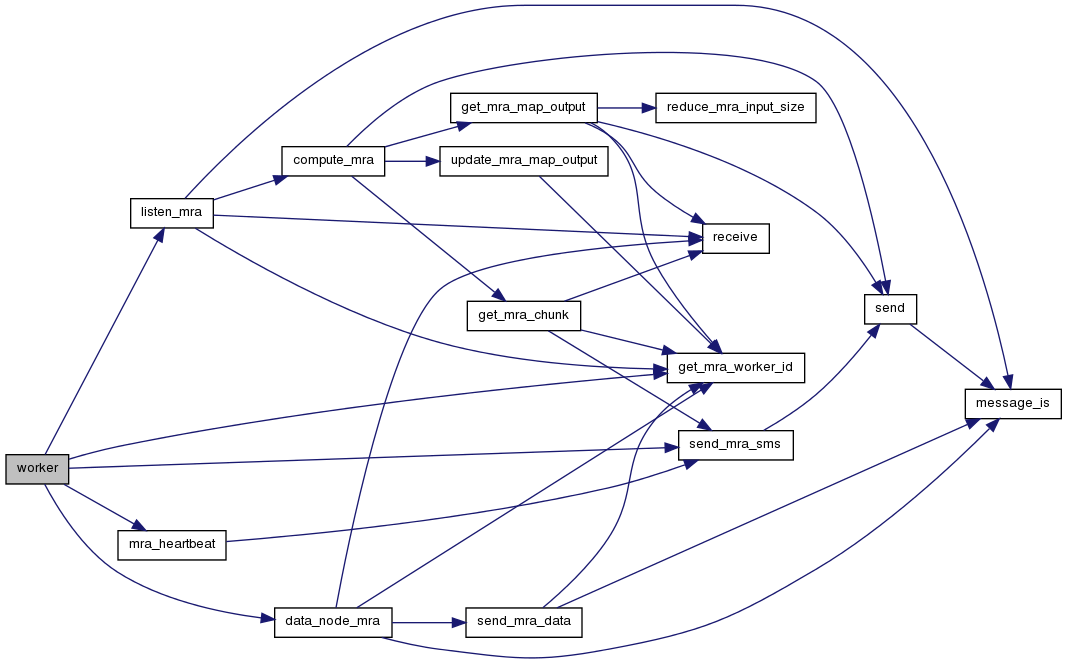 get_mra_map_output
reduce_mra_input_size
compute_mra
update_mra_map_output
listen_mra
receive
get_mra_chunk
send
get_mra_worker_id
message_is
send_mra_sms
worker
mra_heartbeat
data_node_mra
send_mra_data